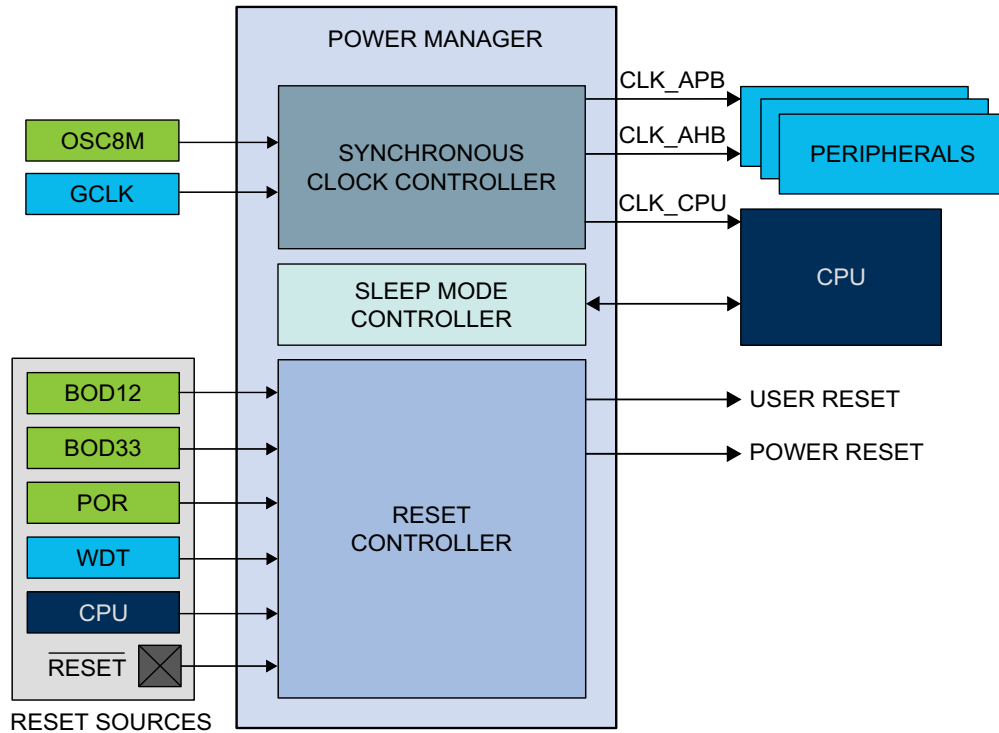 POWER MANAGER
OSC8M
GCLK
SYNCHRONOUS
CLOCK CONTROLLER
CLK_APB
CLK_AHB
CLK_CPU
PERIPHERALS
CPU
SLEEP MODE
CONTROLLER
BOD12
BOD33
POR
WDT
CPU
RESET
RESET SOURCES
RESET
CONTROLLER
USER RESET
POWER RESET